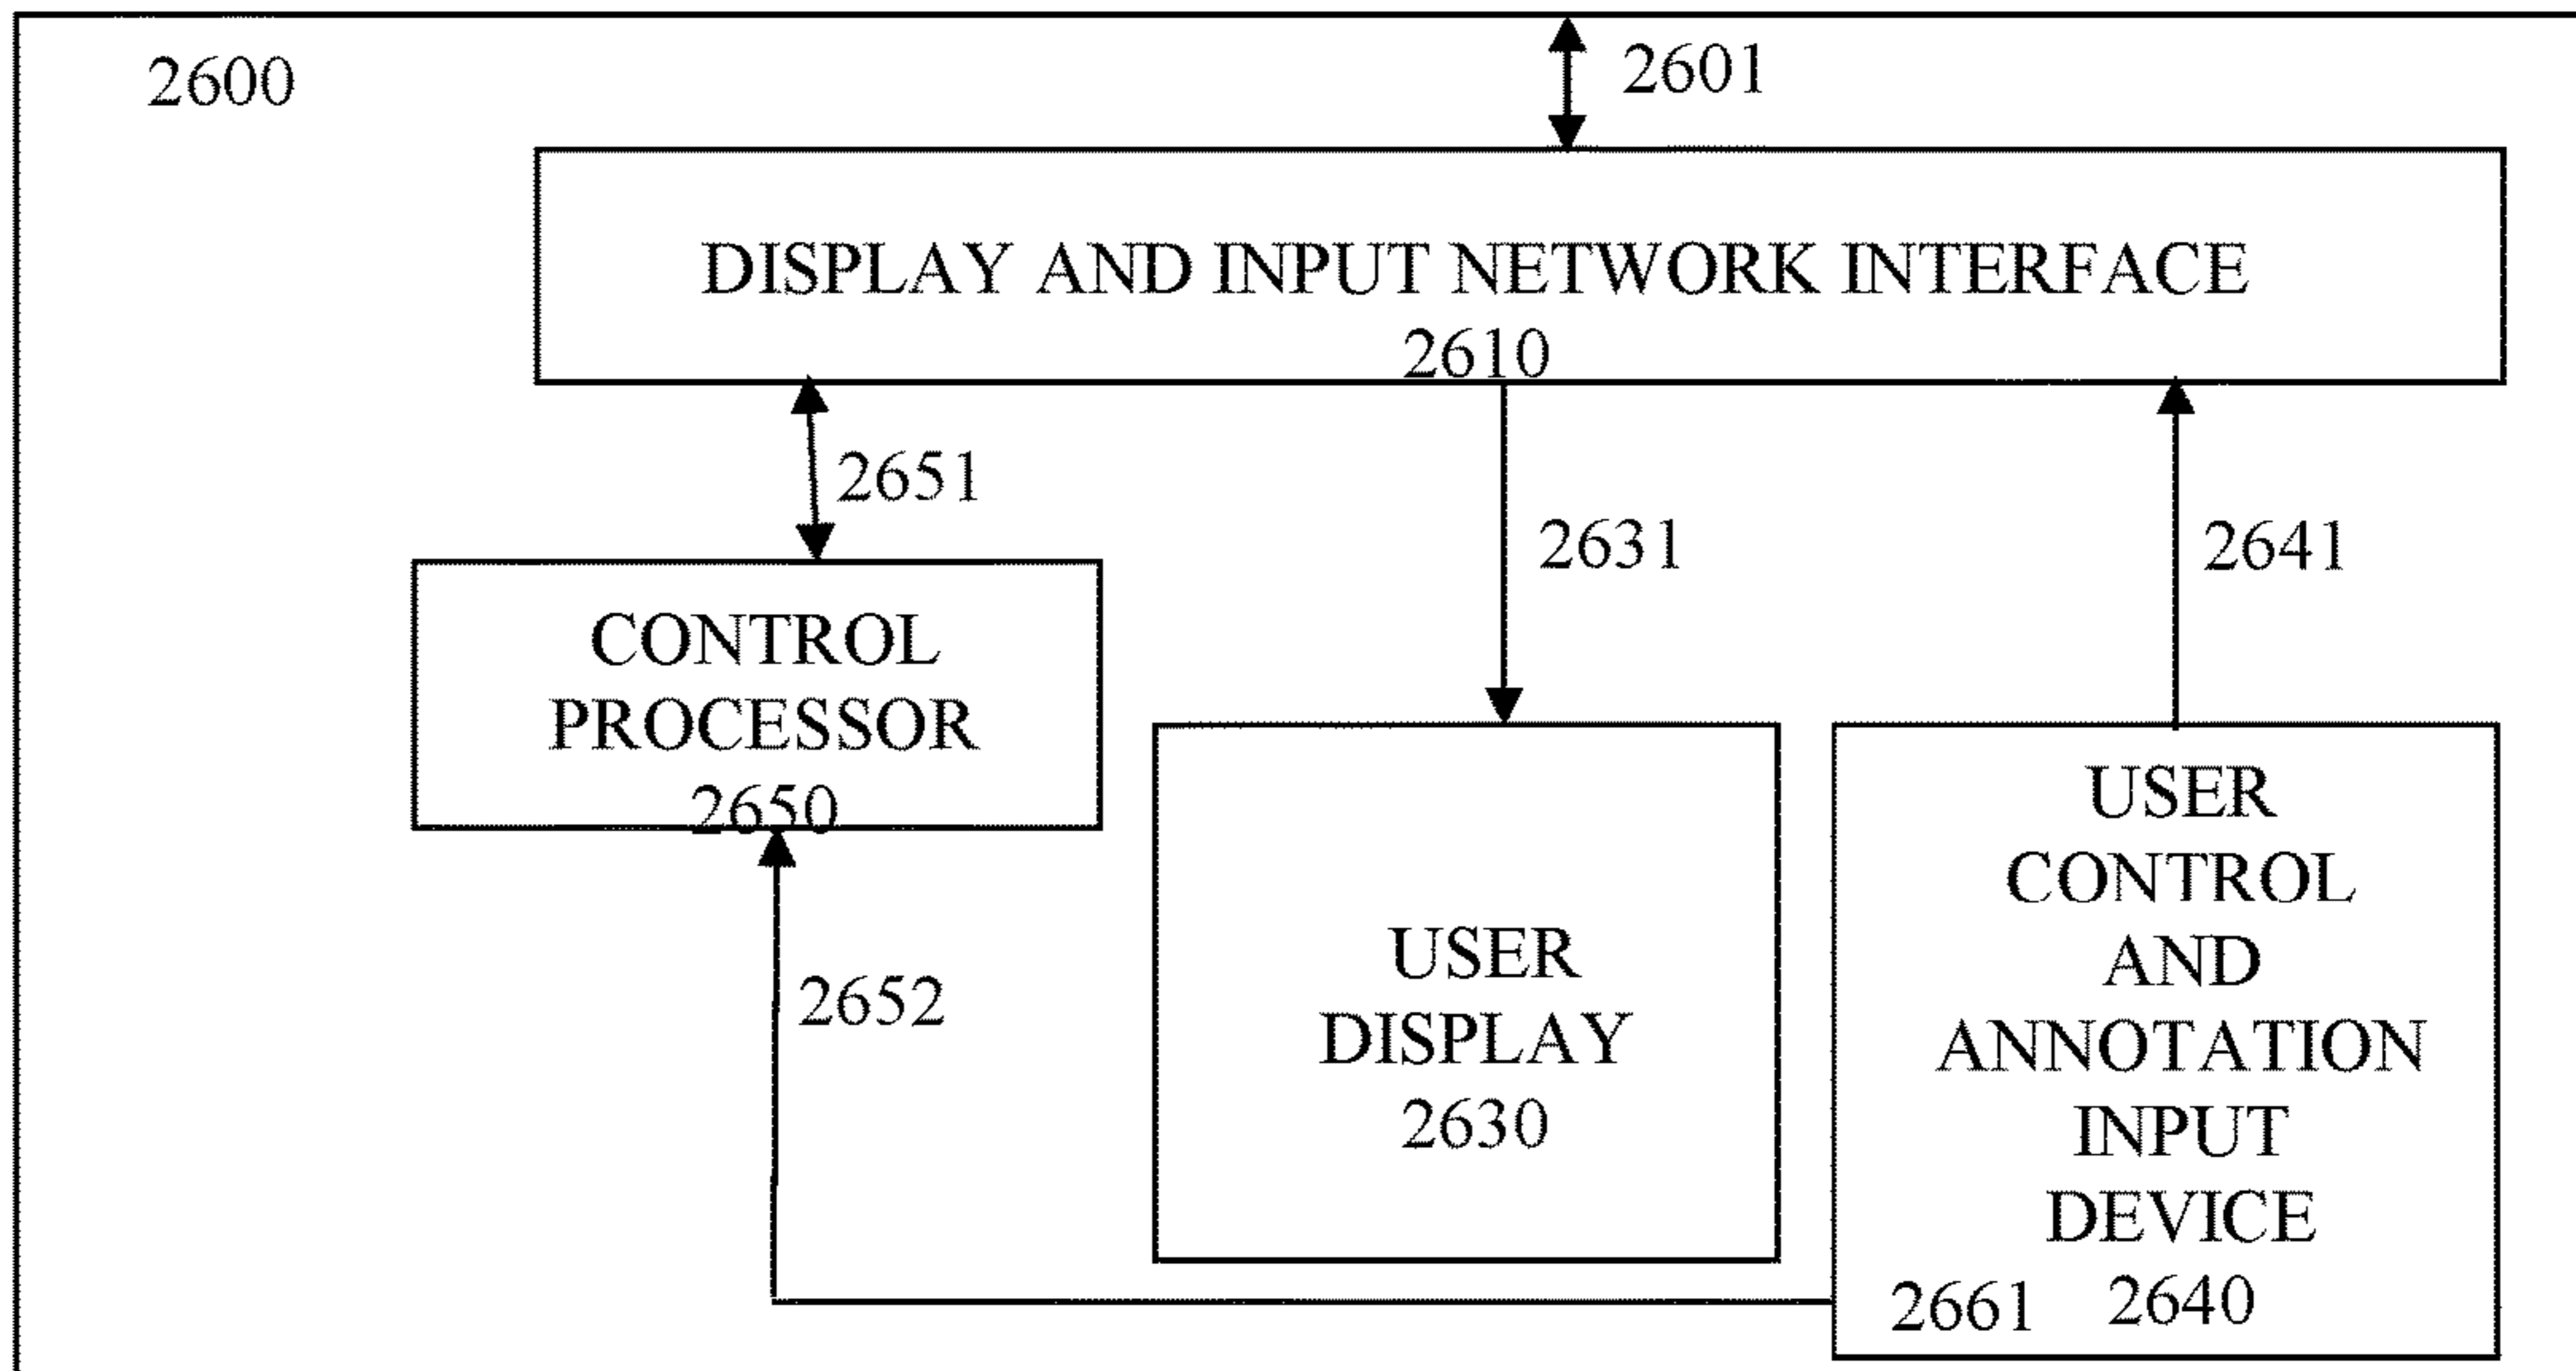 2600
2601
DISPLAY AND INPUT NETWORK INTERFACE
2610
2651
2631
2641
CONTROL
PROCESSOR
2650
2652
USER
DISPLAY
2630
USER
CONTROL
AND
ANNOTATION
INPUT
DEVICE
2661 2640